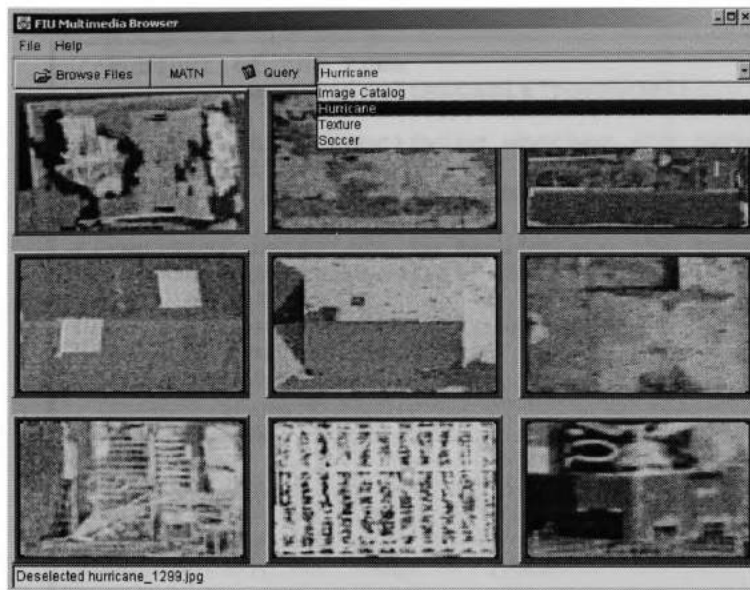 FIU Multimedia Browser
File Help
Browse Files MATN Query Hurricane
Image Catalog
Hurricane
Texture
Soccer
Deselected hurricane_1299.jpg